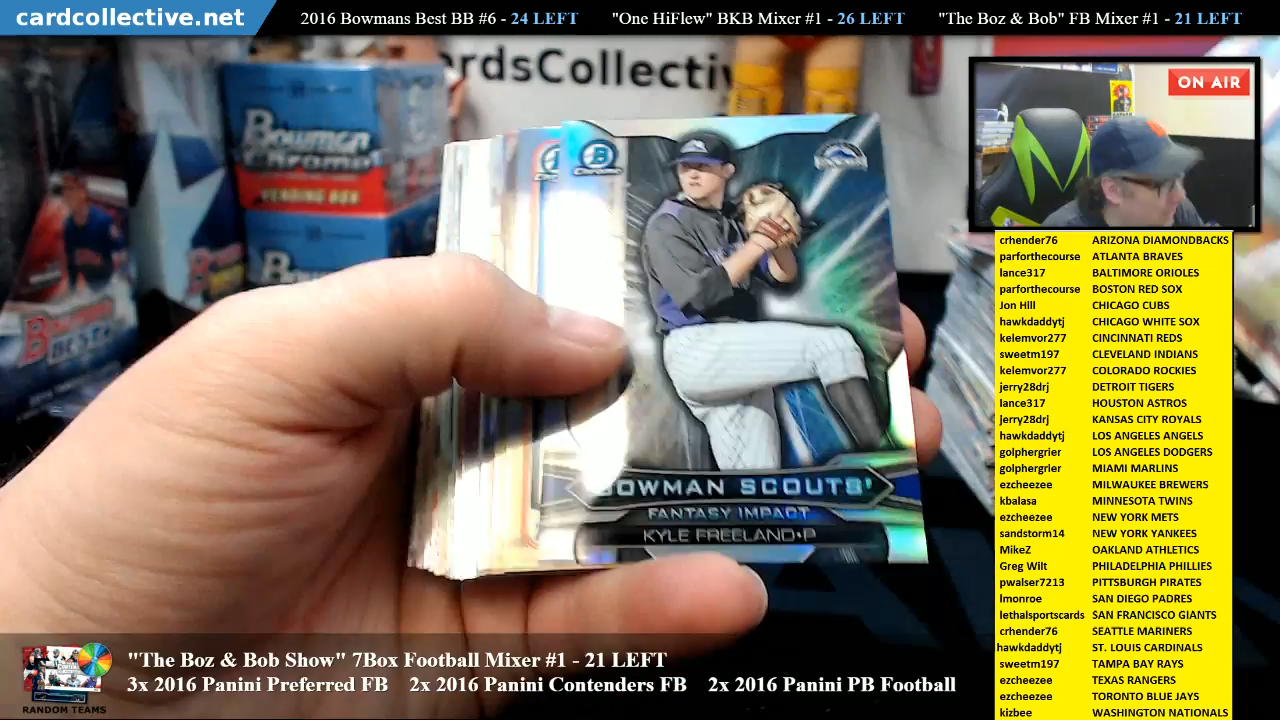 cardcollective.net
2016 Bowmans Best BB #6 - 24 LEFT
"One HiFlew" BKB Mixer #1 - 26 LEFT
"The Boz & Bob" FB Mixer #1 - 21 LEFT
ON AIR
ardsCollectiv
Bowman
Chrome
VENDING BOX
Bowm
BEST
Chrome
BOWMAN SCOUTS'
FANTASY IMPACT
KYLE FREELAND•P
crhender76 ARIZONA DIAMONDBACKS
parforthecourse ATLANTA BRAVES
lance317 BALTIMORE ORIOLES
parforthecourse BOSTON RED SOX
Jon Hill CHICAGO CUBS
hawkdaddytj CHICAGO WHITE SOX
kelemvor277 CINCINNATI REDS
sweetm197 CLEVELAND INDIANS
kelemvor277 COLORADO ROCKIES
jerry28drj DETROIT TIGERS
lance317 HOUSTON ASTROS
jerry28drj KANSAS CITY ROYALS
hawkdaddytj LOS ANGELES ANGELS
golphergrier LOS ANGELES DODGERS
golphergrier MIAMI MARLINS
ezcheezee MILWAUKEE BREWERS
kbalasa MINNESOTA TWINS
ezcheezee NEW YORK METS
sandstorm14 NEW YORK YANKEES
MikeZ OAKLAND ATHLETICS
Greg Wilt PHILADELPHIA PHILLIES
pwalser7213 PITTSBURGH PIRATES
lmonroe SAN DIEGO PADRES
lethalsportscards SAN FRANCISCO GIANTS
crhender76 SEATTLE MARINERS
hawkdaddytj ST. LOUIS CARDINALS
sweetm197 TAMPA BAY RAYS
ezcheezee TEXAS RANGERS
ezcheezee TORONTO BLUE JAYS
kizbee WASHINGTON NATIONALS
"The Boz & Bob Show" 7Box Football Mixer #1 - 21 LEFT
3x 2016 Panini Preferred FB 2x 2016 Panini Contenders FB 2x 2016 Panini PB Football
RANDOM TEAMS